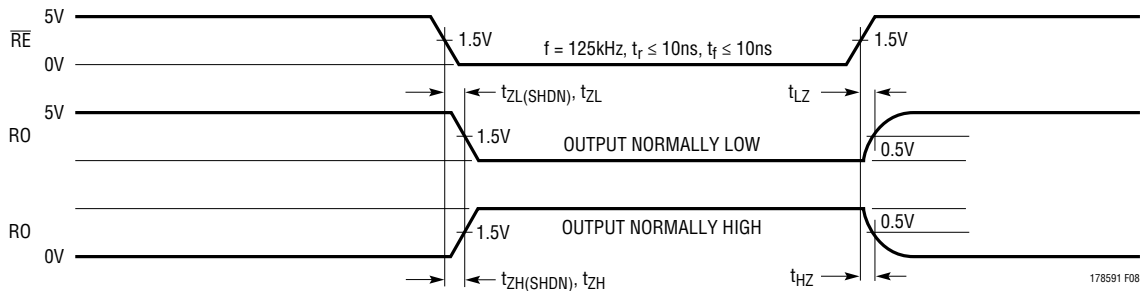 5V
RE
1.5V
f = 125kHz, tr ≤ 10ns, tf ≤ 10ns
1.5V
0V
tZL(SHDN), tZL
tLZ
5V
RO
1.5V
OUTPUT NORMALLY LOW
0.5V
RO
1.5V
OUTPUT NORMALLY HIGH
0.5V
0V
tZH(SHDN), tZH
tHZ
178591 F08